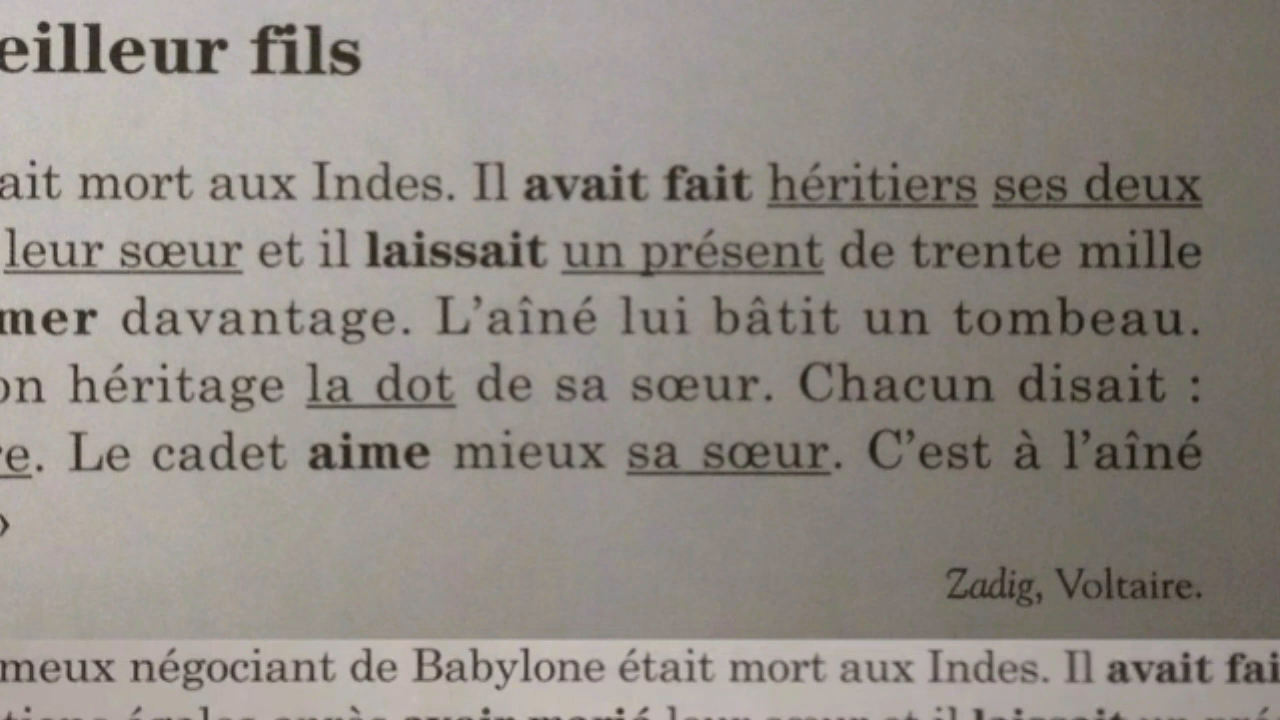 eilleur fils
ait mort aux Indes. Il avait fait héritiers ses deux
leur sœur et il laissait un présent de trente mille
mer davantage. L'aîné lui bâtit un tombeau.
on héritage la dot de sa sœur. Chacun disait :
e. Le cadet aime mieux sa sœur. C'est à l'aîné
»
Zadig, Voltaire.
meux négociant de Babylone était mort aux Indes. Il avait fai